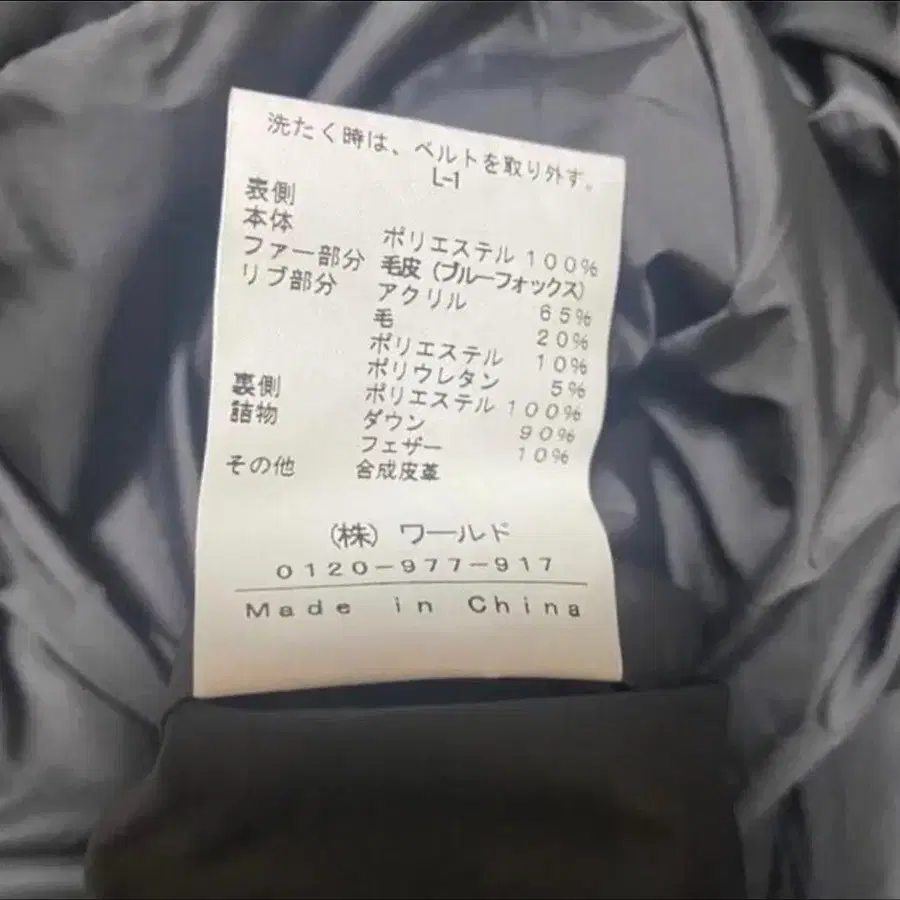 洗たく時は、ベルトを取り外す。
L-1
表側
本体 ポリエステル 100%
ファー部分 毛皮(ブルーフォックス)
リブ部分 アクリル 65%
毛 20%
ポリエステル 10%
ポリウレタン 5%
裏側 ポリエステル 100%
詰物 ダウン 90%
フェザー 10%
その他 合成皮革
(株) ワールド
0120-977-917
Made in China